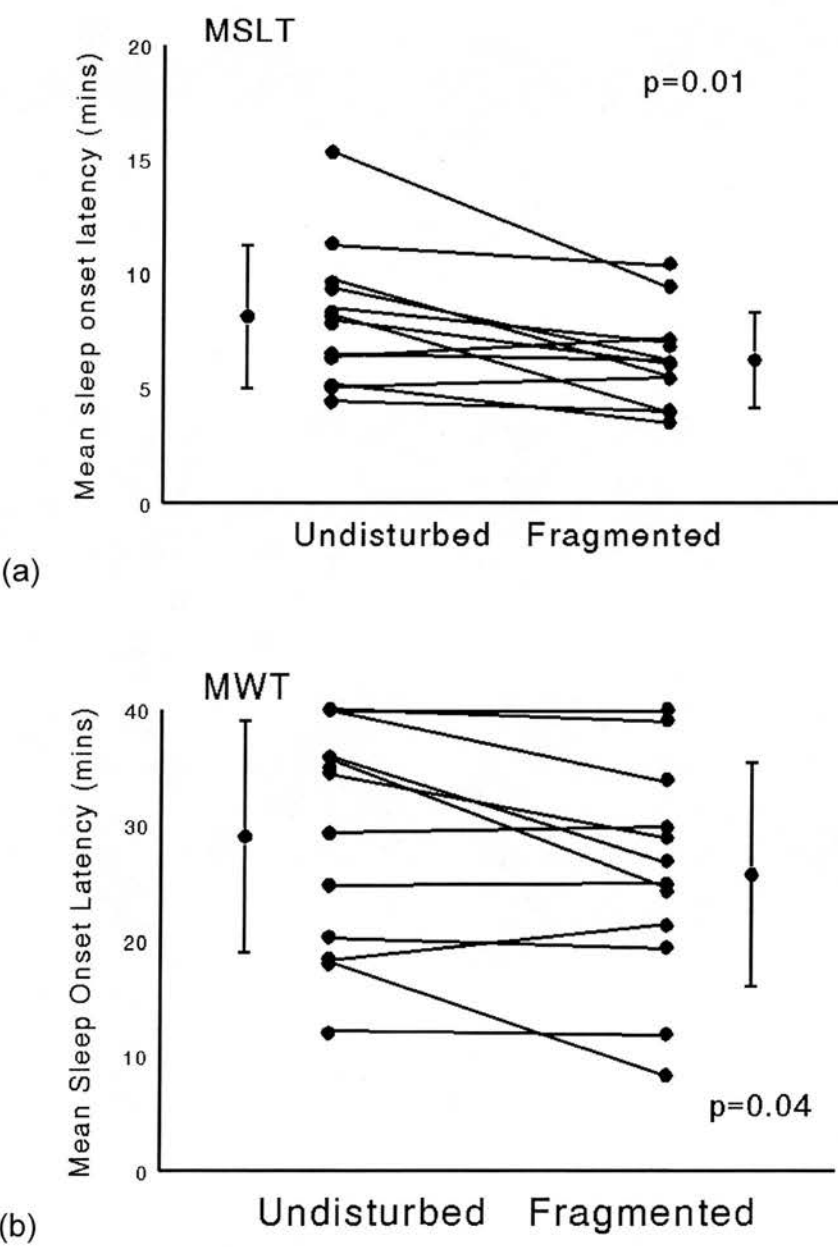 MSLT
p=0.01
Mean sleep onset latency (mins)
20
15
10
5
0
Undisturbed Fragmented
(a)
MWT
Mean Sleep Onset Latency (mins)
40
30
20
10
0
p=0.04
Undisturbed Fragmented
(b)